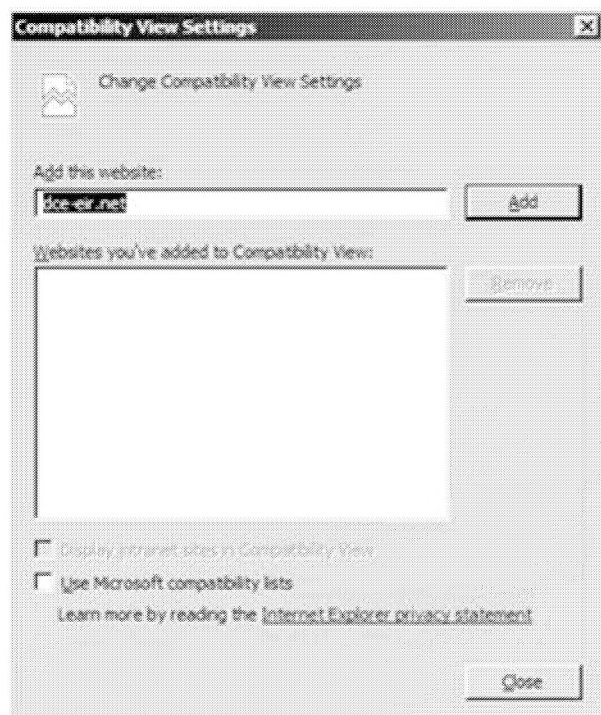 Compatibility View Settings
Change Compatibility View Settings
Add this website:
dce-eir.net
Add
Websites you've added to Compatibility View:
Remove
Display intranet sites in Compatibility View
Use Microsoft compatibility lists
Learn more by reading the Internet Explorer privacy statement
Close